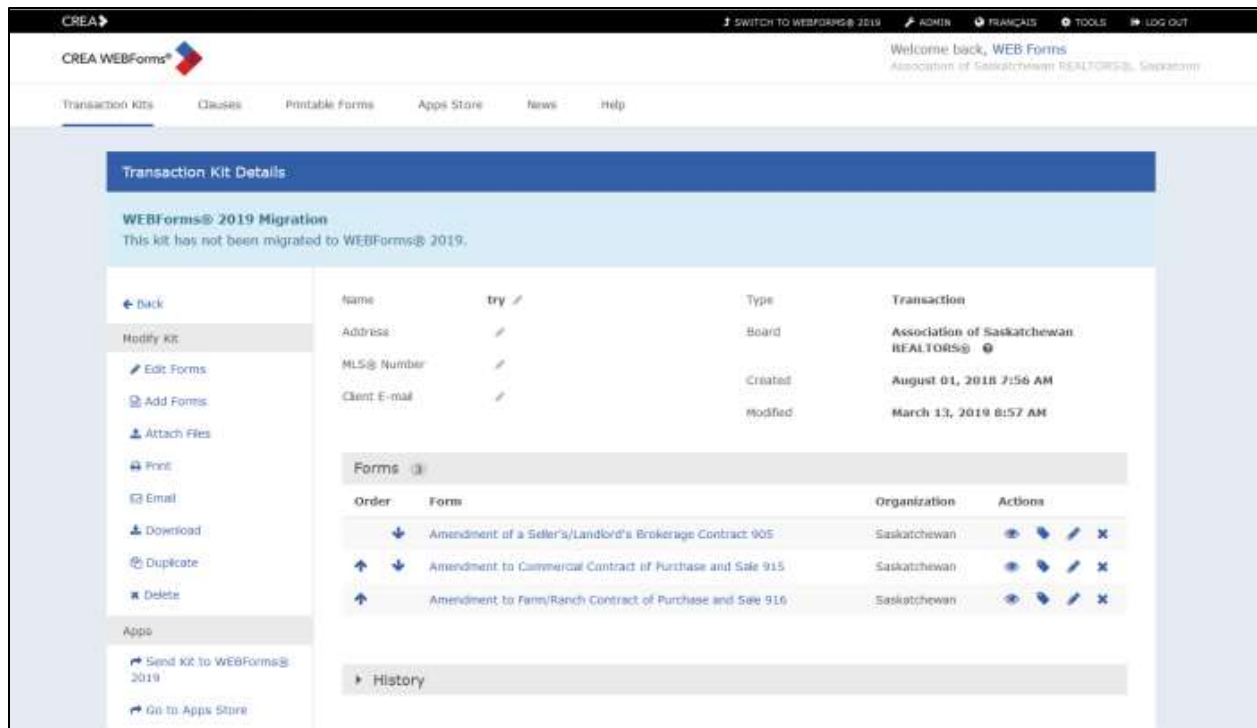 CREA
SWITCH TO WEBFORMS® 2019 ADMIN FRANÇAIS TOOLS LOG OUT
CREA WEBForms®
Welcome back, WEB Forms
Association of Saskatchewan REALTORS®, Saskatoon
Transaction Kits Clauses Printable Forms Apps Store News Help
Transaction Kit Details
WEBForms® 2019 Migration
This kit has not been migrated to WEBForms® 2019.
Back
Modify Kit
Edit Forms
Add Forms
Attach Files
Print
Email
Download
Duplicate
Delete
Apps
Send Kit to WEBForms®
2019
Go to Apps Store
Name try
Address
MLS® Number
Client E-mail
Type Transaction
Board Association of Saskatchewan
REALTORS®
Created August 01, 2018 7:56 AM
Modified March 13, 2019 8:57 AM
Forms 3
Order Form Organization Actions
Amendment of a Seller's/Landlord's Brokerage Contract 905 Saskatchewan
Amendment to Commercial Contract of Purchase and Sale 915 Saskatchewan
Amendment to Farm/Ranch Contract of Purchase and Sale 916 Saskatchewan
History